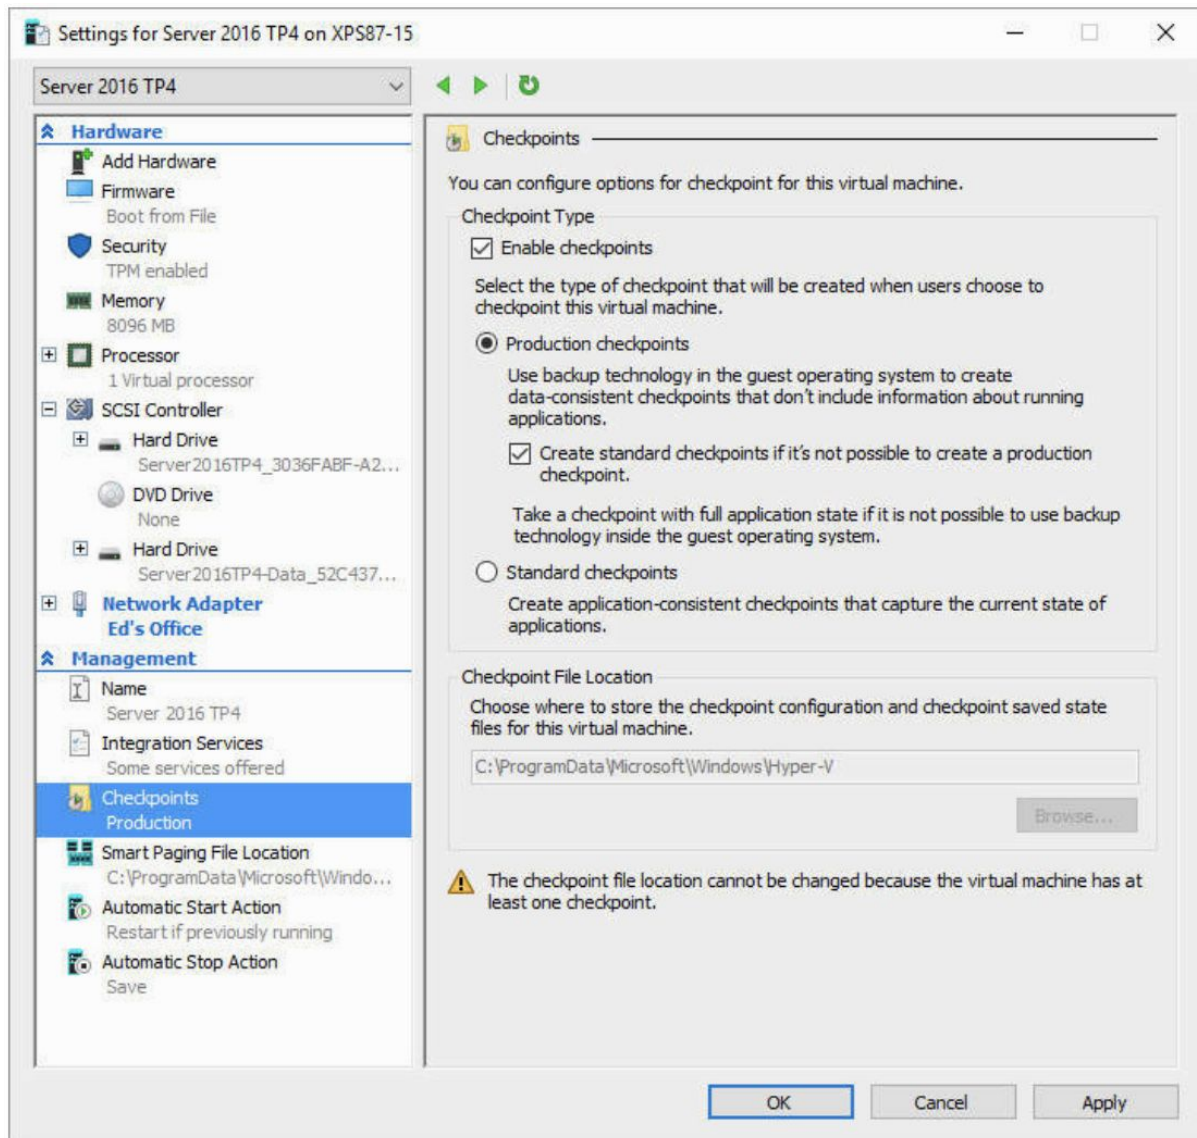 Settings for Server 2016 TP4 on XPS87-15
Server 2016 TP4
Hardware
Add Hardware
Firmware
Boot from File
Security
TPM enabled
Memory
8096 MB
Processor
1 Virtual processor
SCSI Controller
Hard Drive
Server2016TP4_3036FABF-A2...
DVD Drive
None
Hard Drive
Server2016TP4-Data_52C437...
Network Adapter
Ed's Office
Management
Name
Server 2016 TP4
Integration Services
Some services offered
Checkpoints
Production
Smart Paging File Location
C:\ProgramData\Microsoft\Windo...
Automatic Start Action
Restart if previously running
Automatic Stop Action
Save
Checkpoints
You can configure options for checkpoint for this virtual machine.
Checkpoint Type
Enable checkpoints
Select the type of checkpoint that will be created when users choose to
checkpoint this virtual machine.
Production checkpoints
Use backup technology in the guest operating system to create
data-consistent checkpoints that don't include information about running
applications.
Create standard checkpoints if it's not possible to create a production
checkpoint.
Take a checkpoint with full application state if it is not possible to use backup
technology inside the guest operating system.
Standard checkpoints
Create application-consistent checkpoints that capture the current state of
applications.
Checkpoint File Location
Choose where to store the checkpoint configuration and checkpoint saved state
files for this virtual machine.
C:\ProgramData\Microsoft\Windows\Hyper-V
Browse...
The checkpoint file location cannot be changed because the virtual machine has at
least one checkpoint.
OK
Cancel
Apply